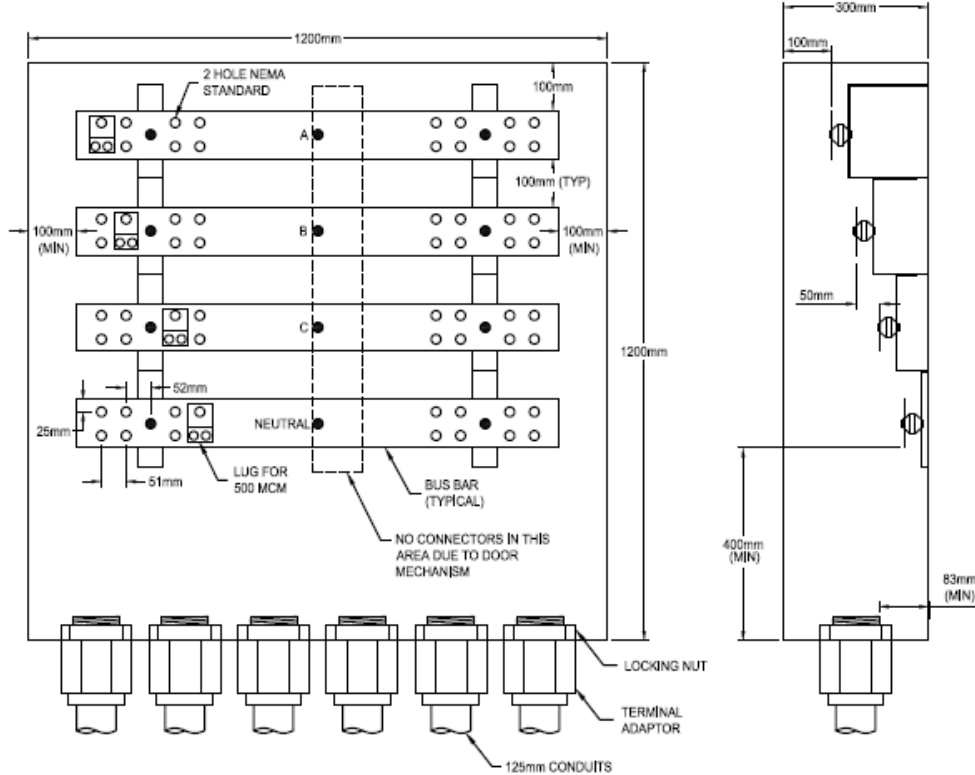 1200mm
300mm
100mm
2 HOLE NEMA
STANDARD
100mm
A
100mm (TYP)
100mm
(MIN)
B
100mm
(MIN)
50mm
C
1200mm
52mm
25mm
NEUTRAL
51mm
LUG FOR
500 MCM
BUS BAR
(TYPICAL)
NO CONNECTORS IN THIS
AREA DUE TO DOOR
MECHANISM
400mm
(MIN)
83mm
(MIN)
LOCKING NUT
TERMINAL
ADAPTOR
125mm CONDUITS